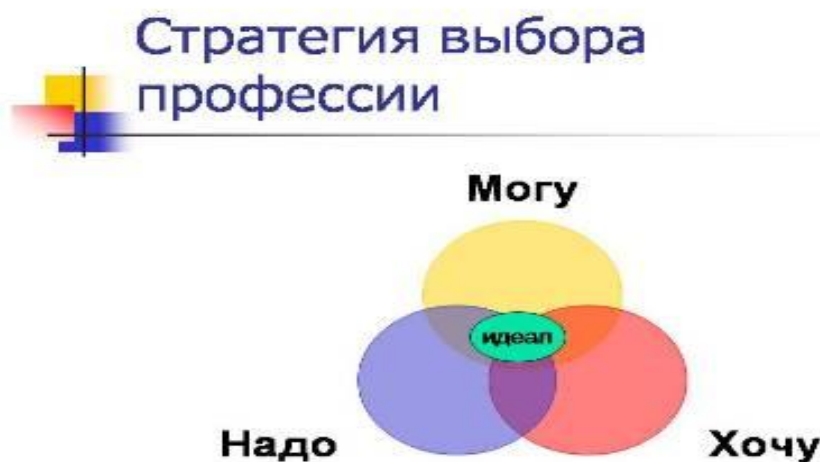 Стратегия выбора
профессии
Могу
идеал
Надо
Хочу